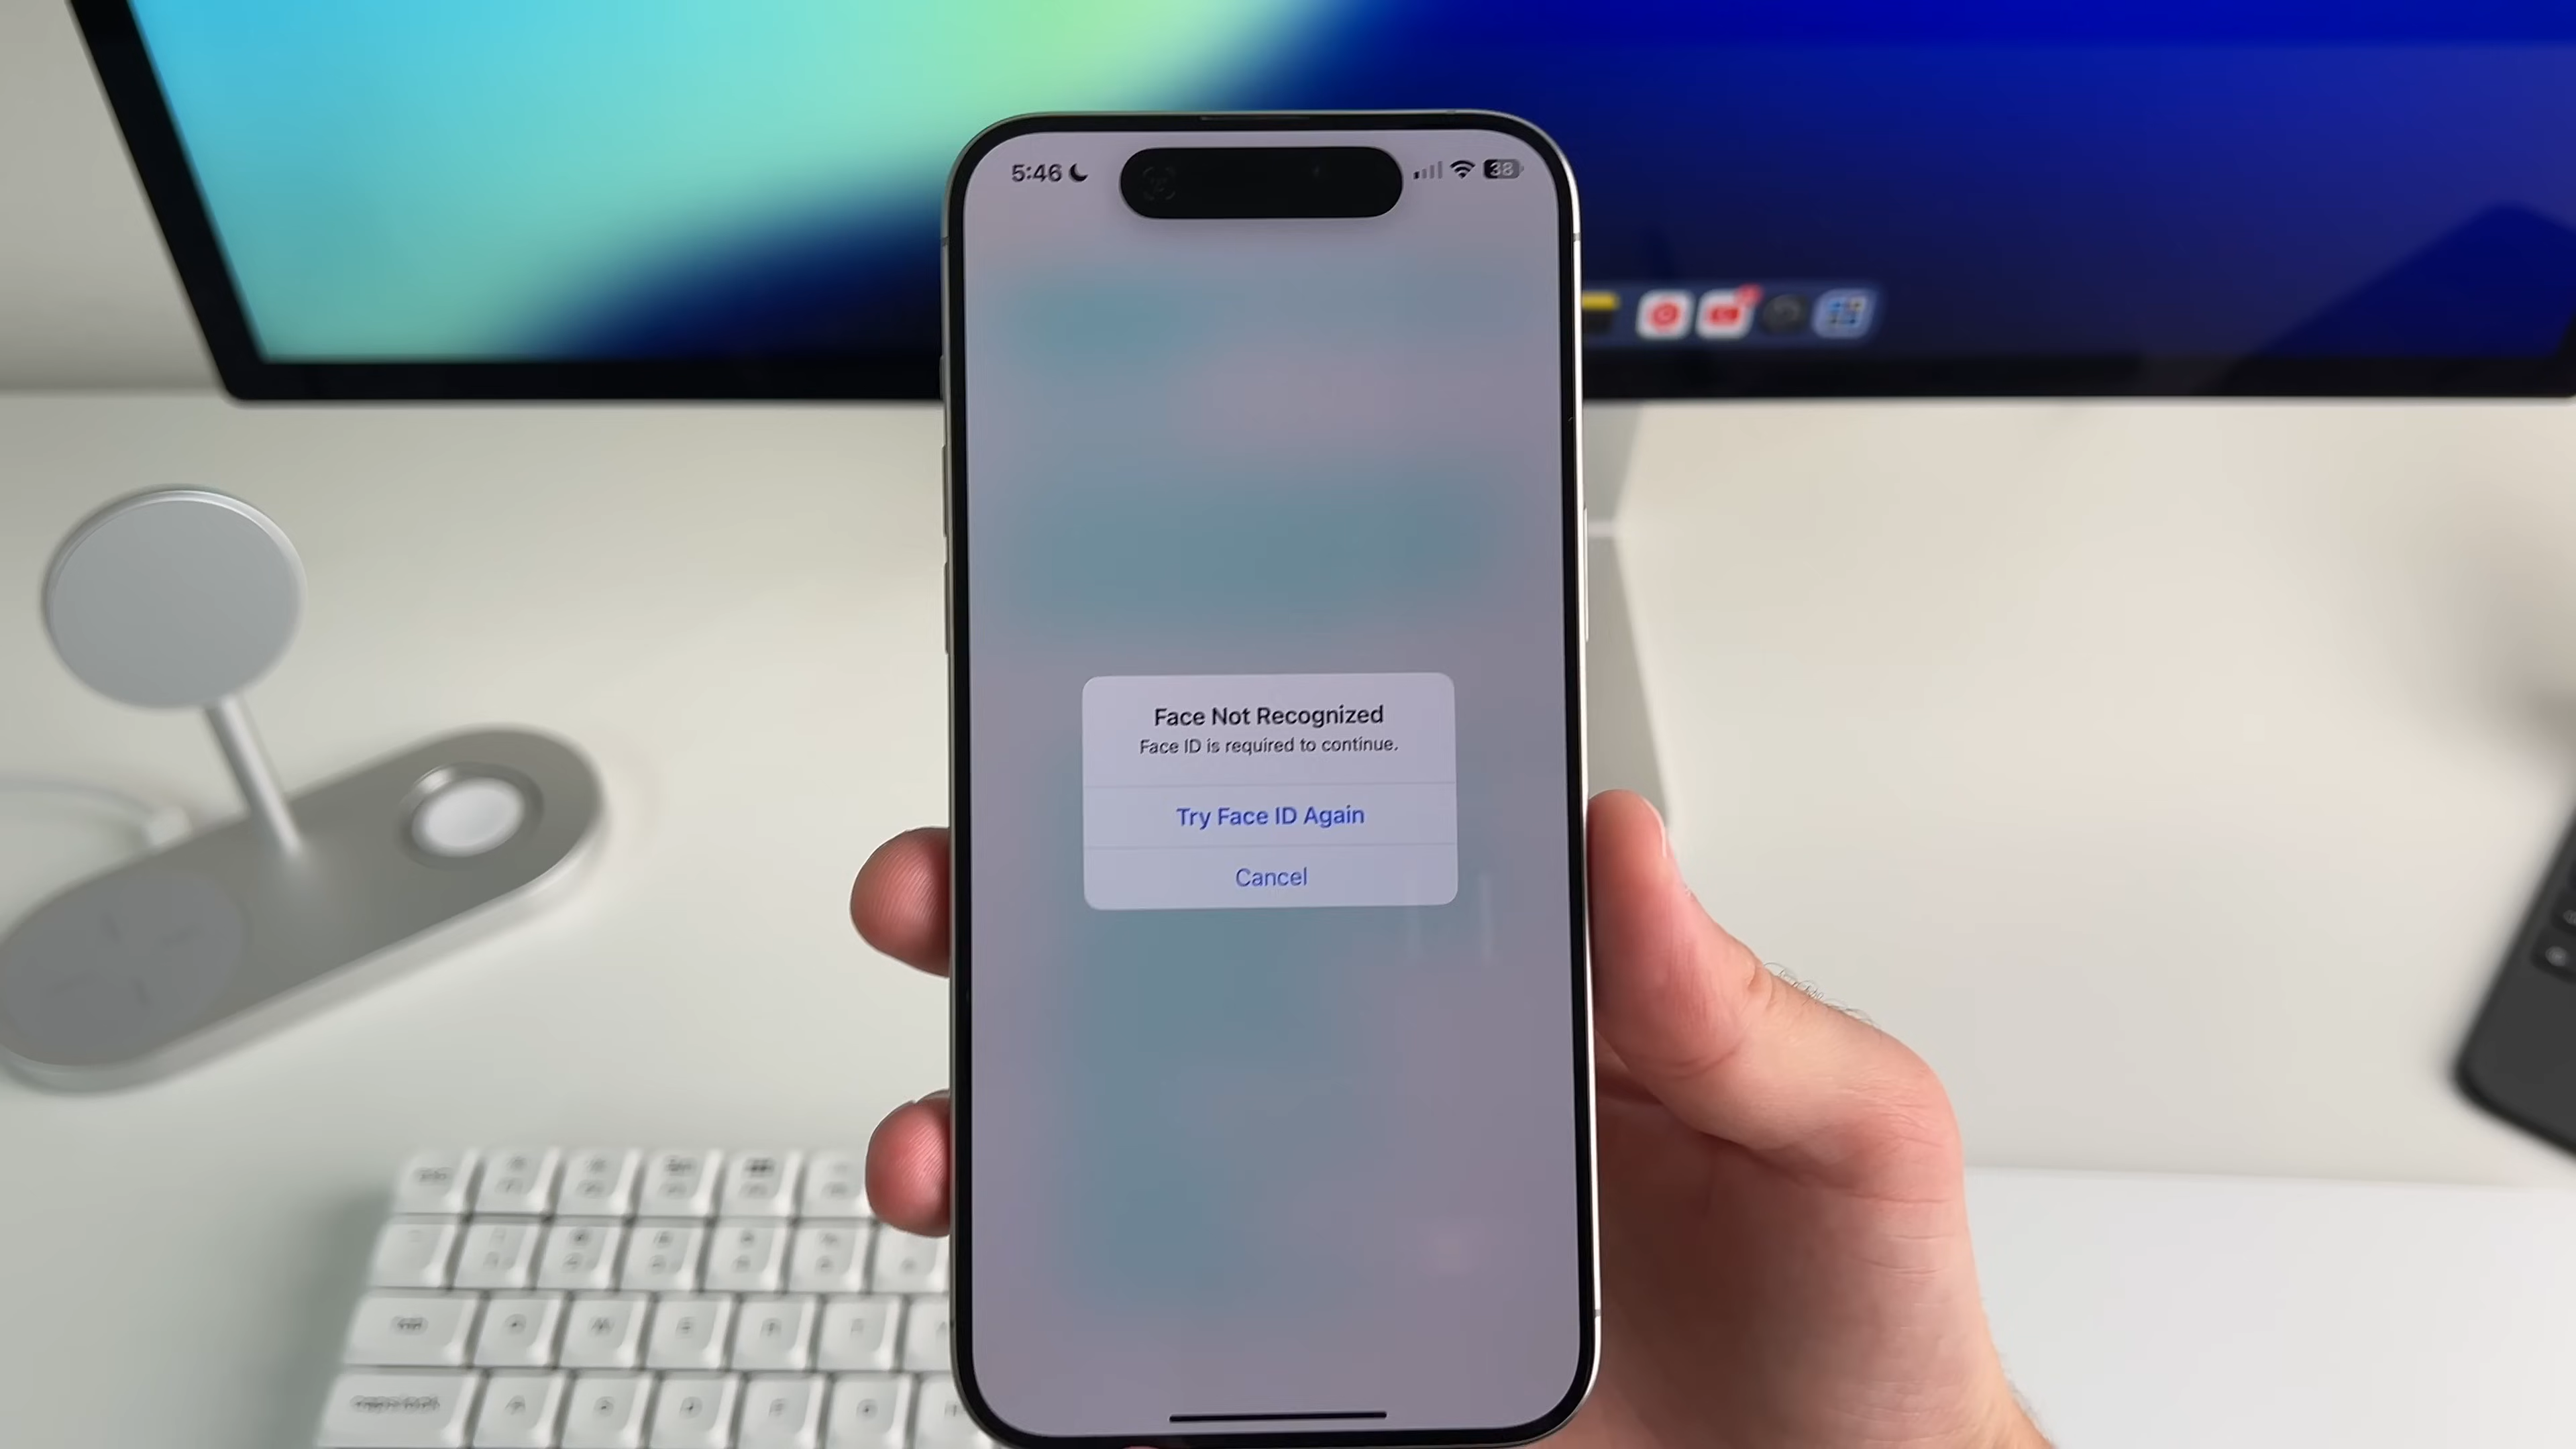 5:46
38
Face Not Recognized
Face ID is required to continue.
Try Face ID Again
Cancel